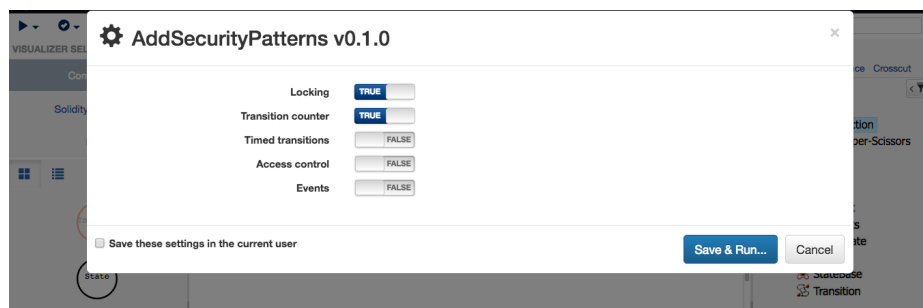 AddSecurityPatterns v0.1.0
×
VISUALIZER SEL
Con
ce Crosscut
Solidity
Locking TRUE
Transition counter TRUE
Timed transitions FALSE
Access control FALSE
Events FALSE
ction
per-Scissors
Save these settings in the current user
Save & Run...
Cancel
State
StateBase
Transition